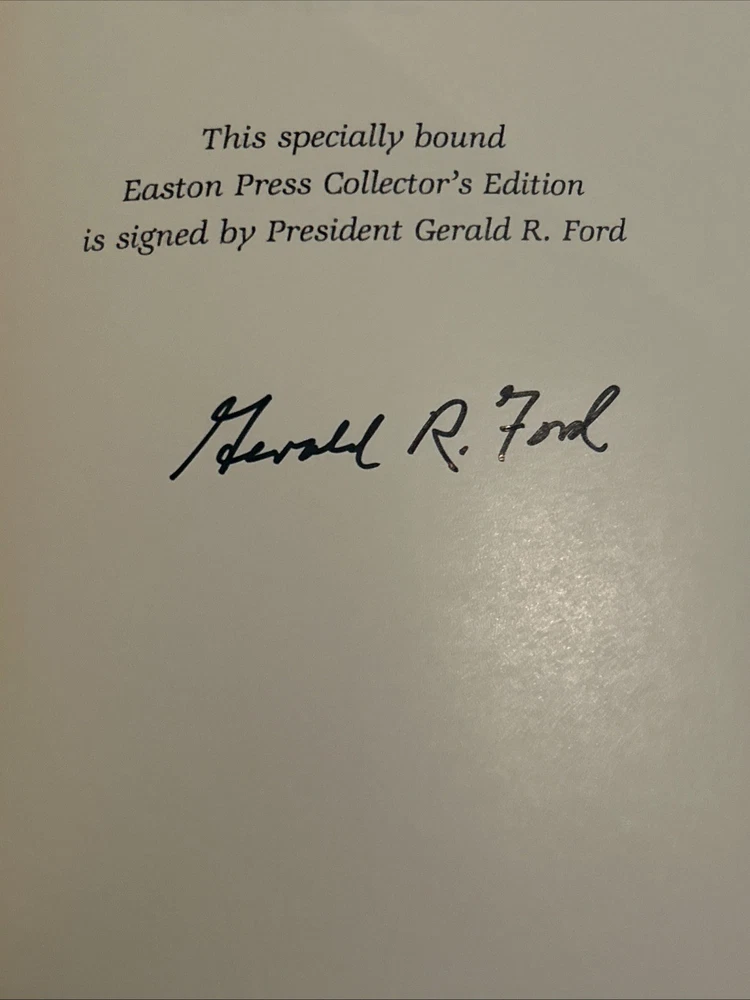 This specially bound
Easton Press Collector's Edition
is signed by President Gerald R. Ford
Gerald R. Ford